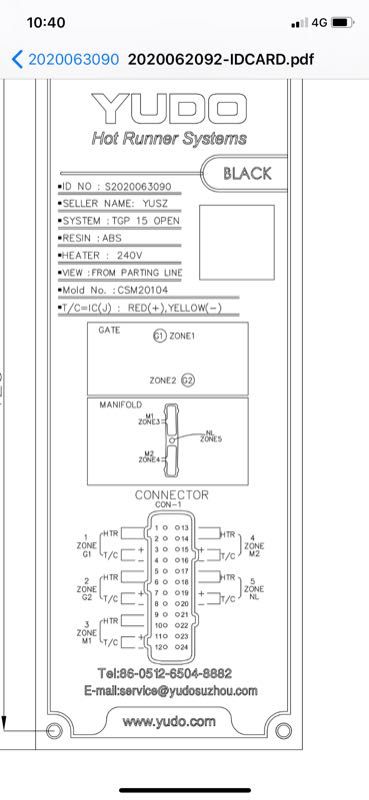 10:40 4G
2020063090 2020062092-IDCARD.pdf
YUDO
Hot Runner Systems
BLACK
▪ID NO : S2020063090
▪SELLER NAME: YUSZ
▪SYSTEM : TGP 15 OPEN
▪RESIN : ABS
▪HEATER : 240V
▪VIEW : FROM PARTING LINE
▪Mold No. : CSM20104
▪T/C=IC(J) : RED(+),YELLOW(-)
GATE
G1 ZONE1
ZONE2 G2
MANIFOLD
M1
ZONE3
NL
ZONE5
M2
ZONE4
CONNECTOR
CON-1
1 ZONE G1 HTR T/C + -
2 ZONE G2 HTR T/C + -
3 ZONE M1 HTR T/C + -
1 13
2 14
3 15
4 16
5 17
6 18
7 19
8 20
9 21
10 22
11 23
12 24
HTR + - T/C 4 ZONE M2
HTR + - T/C 5 ZONE NL
Tel:86-0512-6504-8882
E-mail:service@yudosuzhou.com
www.yudo.com